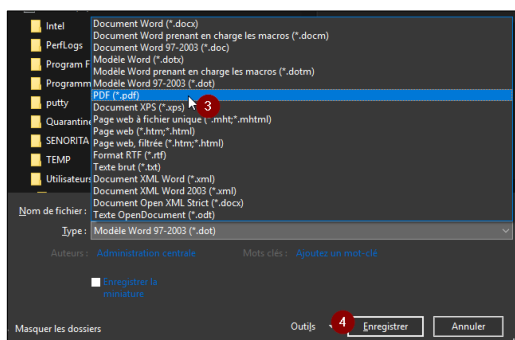 Intel
PerfLogs
Program F
Programm
putty
Quarantine
SENORITA
TEMP
Utilisateurs
Document Word (*.docx)
Document Word prenant en charge les macros (*.docm)
Document Word 97-2003 (*.doc)
Modèle Word (*.dotx)
Modèle Word prenant en charge les macros (*.dotm)
Modèle Word 97-2003 (*.dot)
PDF (*.pdf)
3
Document XPS (*.xps)
Page web à fichier unique (*.mht;*.mhtml)
Page web (*.htm;*.html)
Page web, filtrée (*.htm;*.html)
Format RTF (*.rtf)
Texte brut (*.txt)
Document XML Word (*.xml)
Document XML Word 2003 (*.xml)
Document Open XML Strict (*.docx)
Texte OpenDocument (*.odt)
Nom de fichier :
Type : Modèle Word 97-2003 (*.dot)
Auteurs : Administration centrale Mots clés : Ajoutez un mot-clé
Enregistrer la
miniature
Masquer les dossiers Outils 4 Enregistrer Annuler